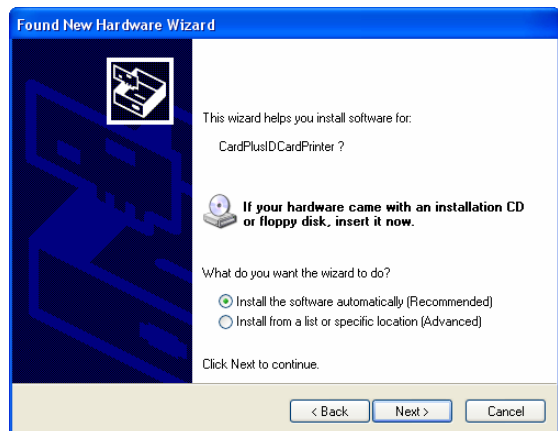 Found New Hardware Wizard
This wizard helps you install software for:
CardPlusIDCardPrinter ?
If your hardware came with an installation CD
or floppy disk, insert it now.
What do you want the wizard to do?
Install the software automatically (Recommended)
Install from a list or specific location (Advanced)
Click Next to continue.
< Back Next > Cancel